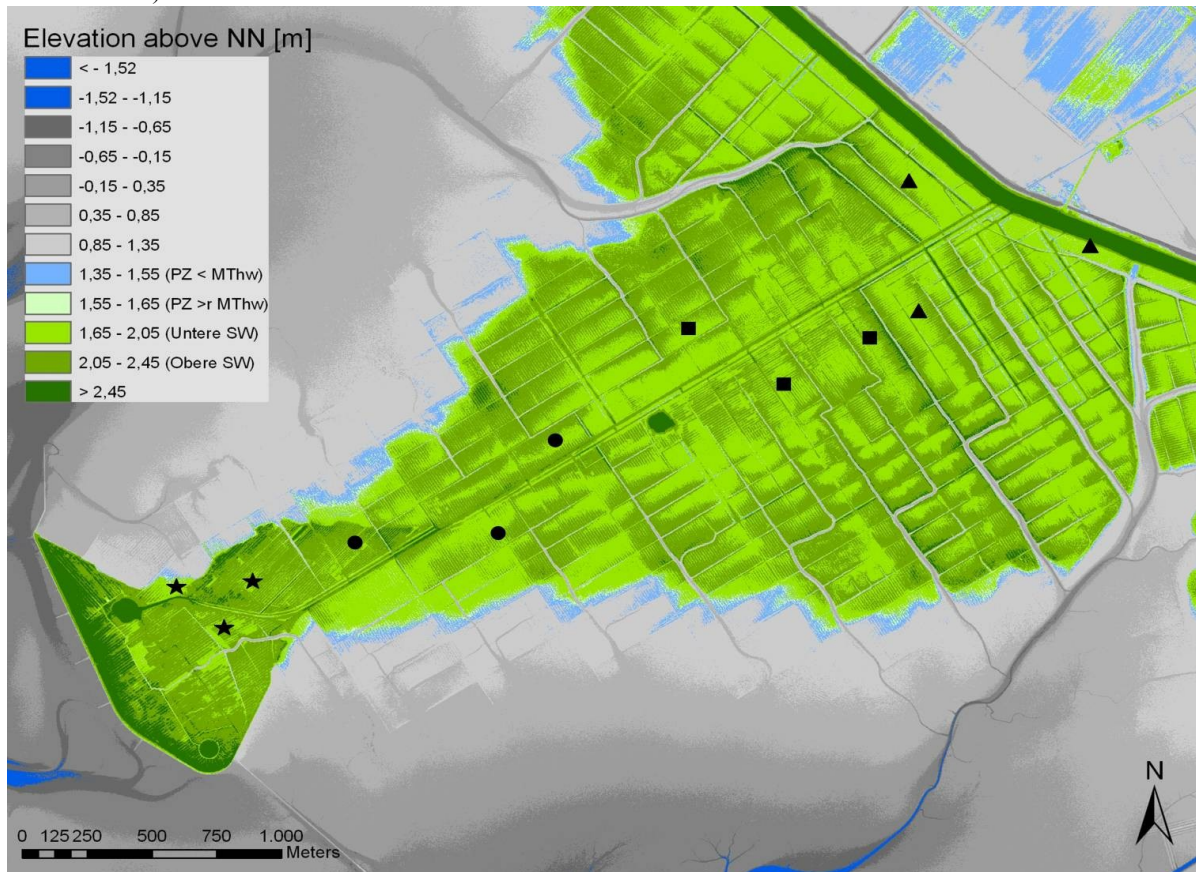 Elevation above NN [m]
< - 1,52
-1,52 - -1,15
-1,15 - -0,65
-0,65 - -0,15
-0,15 - 0,35
0,35 - 0,85
0,85 - 1,35
1,35 - 1,55 (PZ < MThw)
1,55 - 1,65 (PZ >r MThw)
1,65 - 2,05 (Untere SW)
2,05 - 2,45 (Obere SW)
> 2,45
N
0 125 250 500 750 1.000
Meters